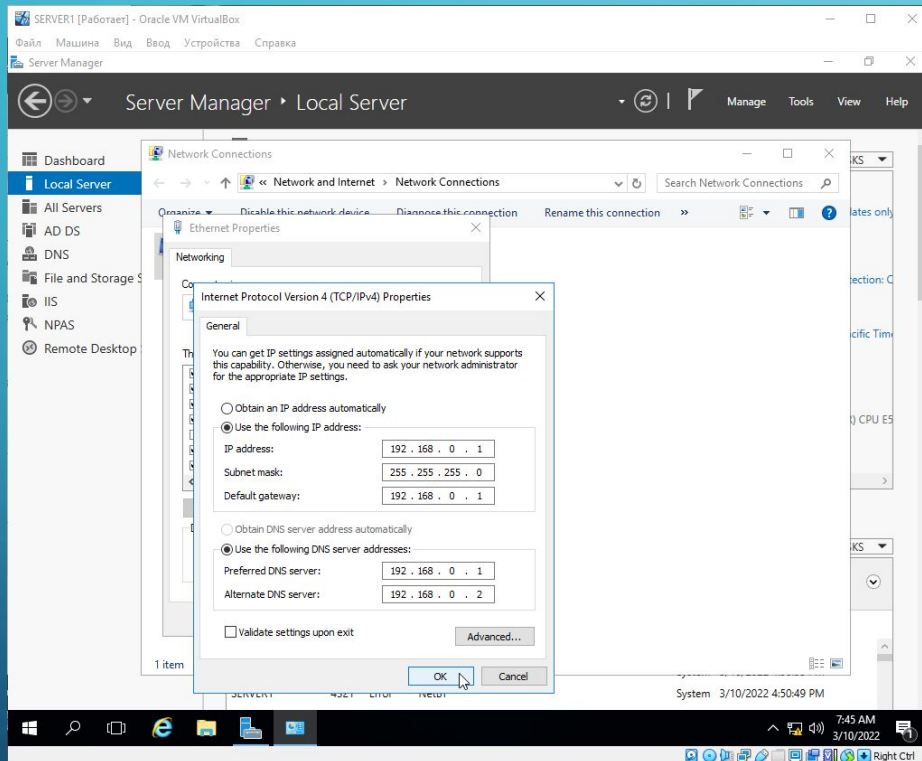 SERVER1 [Работает] - Oracle VM VirtualBox
Файл Машина Вид Ввод Устройства Справка
Server Manager
Server Manager ‣ Local Server
Manage Tools View Help
Dashboard
Local Server
All Servers
AD DS
DNS
File and Storage S
IIS
NPAS
Remote Desktop
Network Connections
« Network and Internet › Network Connections
Search Network Connections
Organize Disable this network device Diagnose this connection Rename this connection »
KS
lates only
ection: C
cific Time
) CPU E5
KS
Ethernet Properties
Networking
Co
Th
Internet Protocol Version 4 (TCP/IPv4) Properties
General
You can get IP settings assigned automatically if your network supports
this capability. Otherwise, you need to ask your network administrator
for the appropriate IP settings.
Obtain an IP address automatically
Use the following IP address:
IP address: 192 . 168 . 0 . 1
Subnet mask: 255 . 255 . 255 . 0
Default gateway: 192 . 168 . 0 . 1
Obtain DNS server address automatically
Use the following DNS server addresses:
Preferred DNS server: 192 . 168 . 0 . 1
Alternate DNS server: 192 . 168 . 0 . 2
Validate settings upon exit
Advanced...
OK Cancel
1 item
SERVER1 4321 Error NetBT System 3/10/2022 4:50:49 PM
7:45 AM
3/10/2022
Right Ctrl